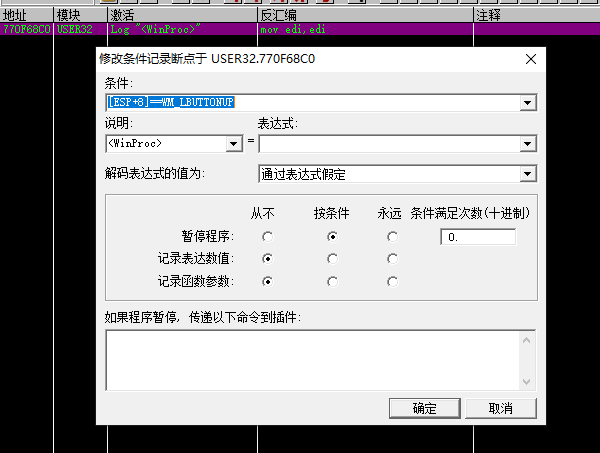 地址 模块 激活 反汇编 注释
770F68C0 USER32 Log "<WinProc>" mov edi,edi
修改条件记录断点于 USER32.770F68C0
条件:
[ESP+8]==WM_LBUTTONUP
说明: 表达式:
<WinProc> =
解码表达式的值为: 通过表达式假定
从不 按条件 永远 条件满足次数(十进制)
暂停程序: 0.
记录表达数值:
记录函数参数:
如果程序暂停, 传递以下命令到插件:
确定 取消